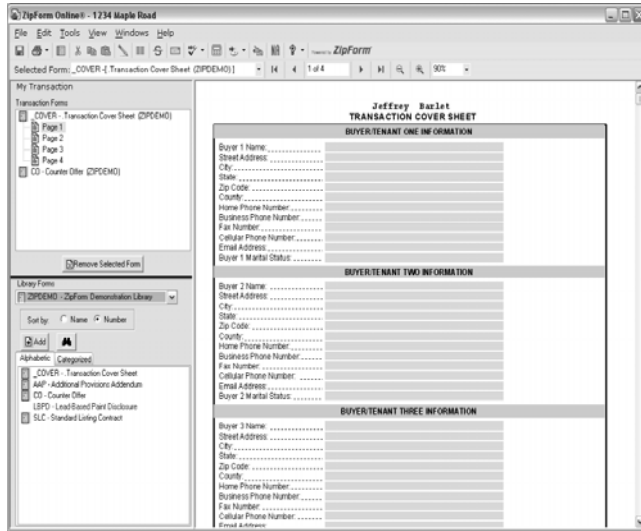 ZipForm Online® - 1234 Maple Road
File Edit Tools View Windows Help
ZipForm
Selected Form: _COVER -[ .Transaction Cover Sheet (ZIPDEMO) ] 1 of 4 90%
My Transaction
Transaction Forms
_COVER - .Transaction Cover Sheet (ZIPDEMO)
Page 1
Page 2
Page 3
Page 4
CO - Counter Offer (ZIPDEMO)
Remove Selected Form
Library Forms
ZIPDEMO - ZipForm Demonstration Library
Sort by: Name Number
Add
Alphabetic Categorized
_COVER - .Transaction Cover Sheet
AAP - Additional Provisions Addendum
CO - Counter Offer
LBPD - Lead-Based Paint Disclosure
SLC - Standard Listing Contract
Jeffrey Barlet
TRANSACTION COVER SHEET
BUYER/TENANT ONE INFORMATION
Buyer 1 Name:
Street Address:
City:
State:
Zip Code:
County:
Home Phone Number:
Business Phone Number:
Fax Number:
Cellular Phone Number:
Email Address:
Buyer 1 Marital Status:
BUYER/TENANT TWO INFORMATION
Buyer 2 Name:
Street Address:
City:
State:
Zip Code:
County:
Home Phone Number:
Business Phone Number:
Fax Number:
Cellular Phone Number:
Email Address:
Buyer 2 Marital Status:
BUYER/TENANT THREE INFORMATION
Buyer 3 Name:
Street Address:
City:
State:
Zip Code:
County:
Home Phone Number:
Business Phone Number:
Fax Number:
Cellular Phone Number:
Email Address: